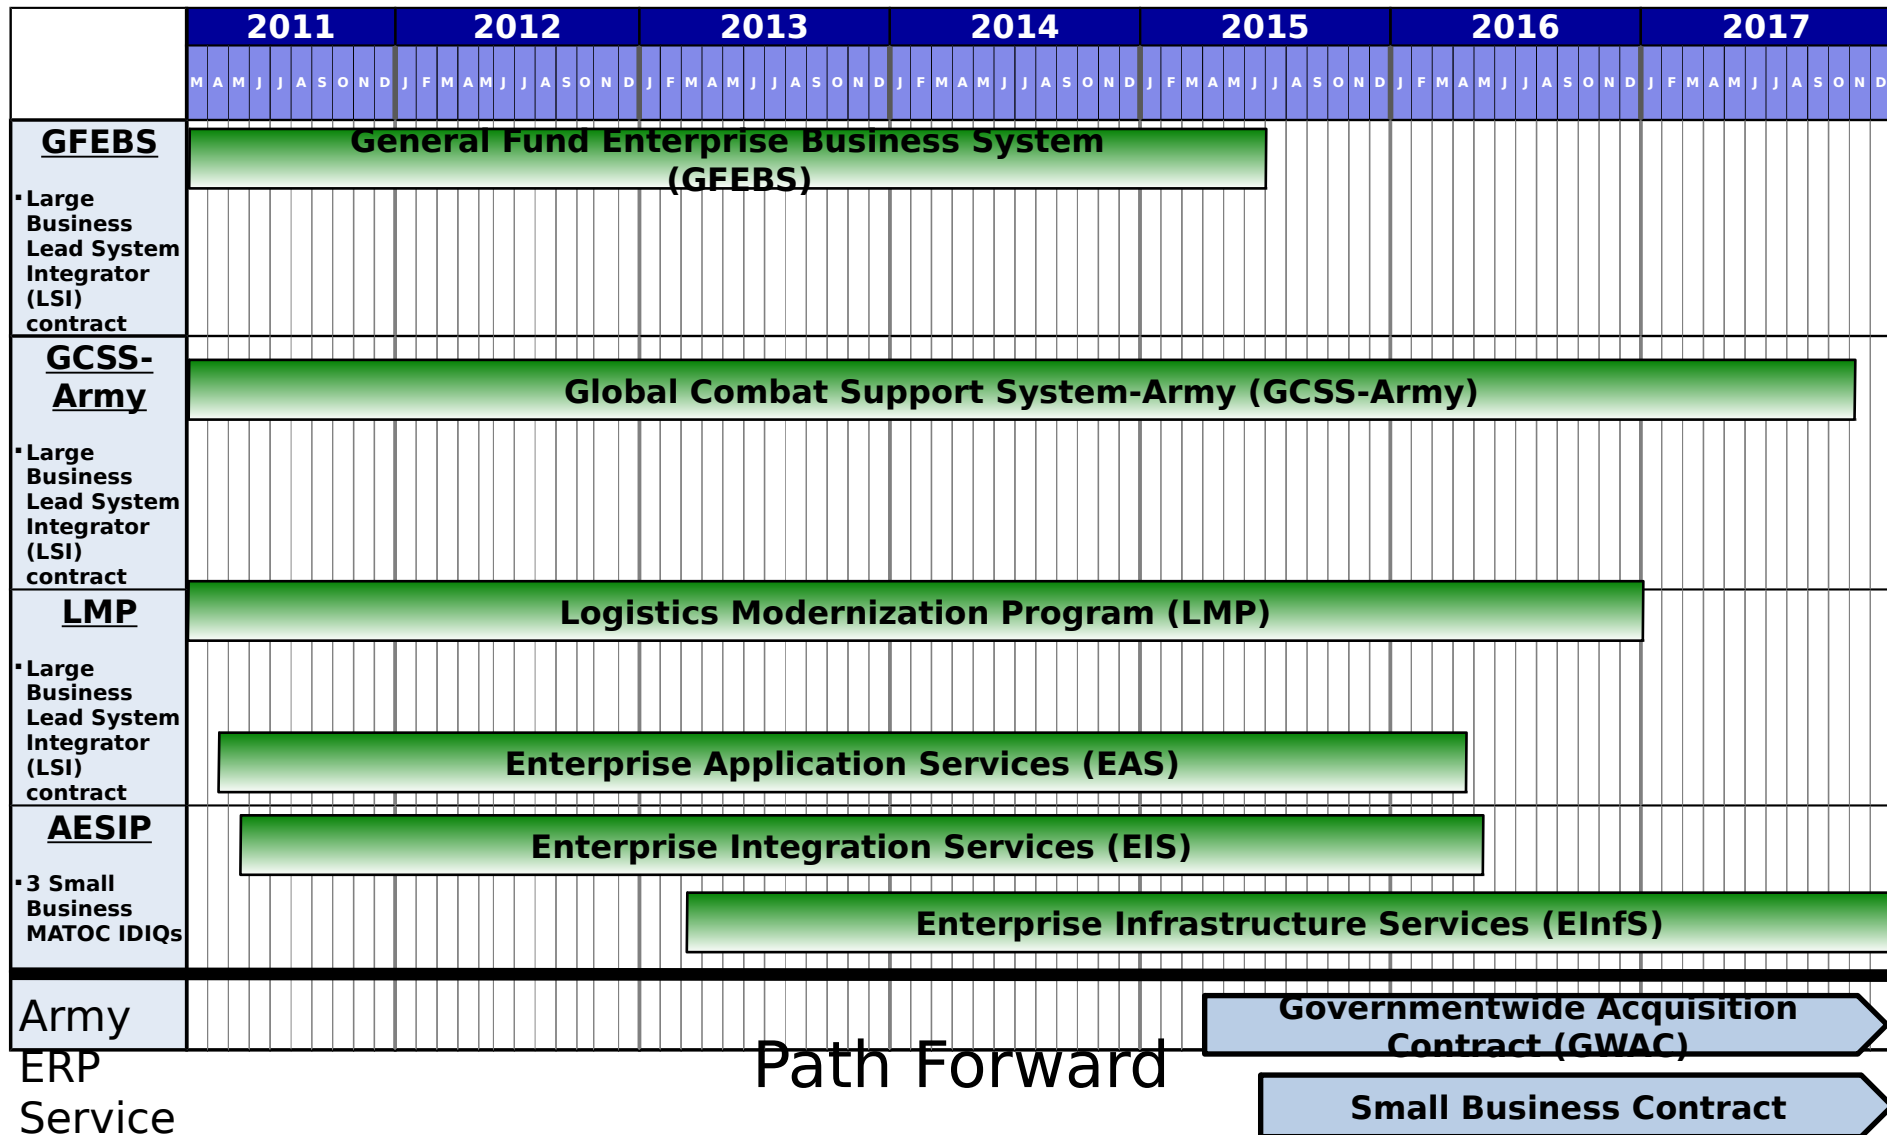 2011 2012 2013 2014 2015 2016 2017
M A M J J A S O N D J F M A M J J A S O N D J F M A M J J A S O N D J F M A M J J A S O N D J F M A M J J A S O N D J F M A M J J A S O N D J F M A M J J A S O N D
GFEBS
▪Large
Business
Lead System
Integrator
(LSI)
contract
General Fund Enterprise Business System
(GFEBS)
GCSS-
Army
▪Large
Business
Lead System
Integrator
(LSI)
contract
Global Combat Support System-Army (GCSS-Army)
LMP
▪Large
Business
Lead System
Integrator
(LSI)
contract
Logistics Modernization Program (LMP)
Enterprise Application Services (EAS)
AESIP
▪3 Small
Business
MATOC IDIQs
Enterprise Integration Services (EIS)
Enterprise Infrastructure Services (EInfS)
Army
ERP
Service
Governmentwide Acquisition
Contract (GWAC)
Path Forward
Small Business Contract